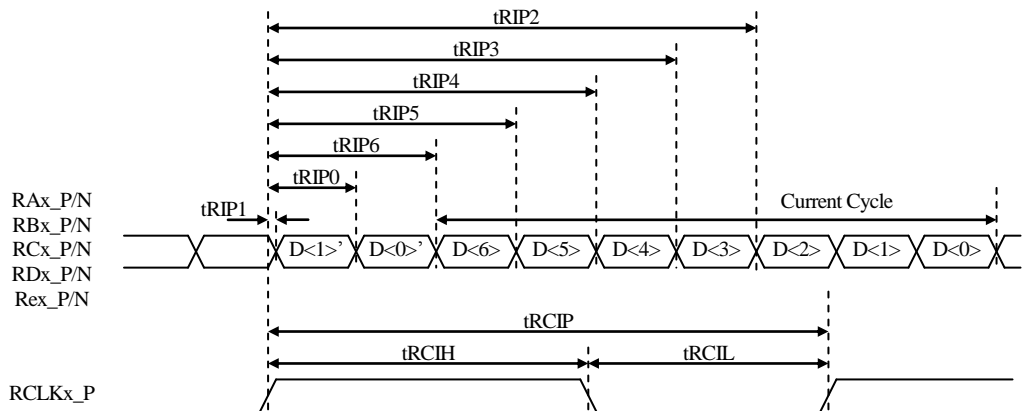 tRIP2
tRIP3
tRIP4
tRIP5
tRIP6
tRIP0
tRIP1
Current Cycle
RAx_P/N
RBx_P/N
RCx_P/N
RDx_P/N
Rex_P/N
D<1>’ D<0>’ D<6> D<5> D<4> D<3> D<2> D<1> D<0>
tRCIP
tRCIH tRCIL
RCLKx_P